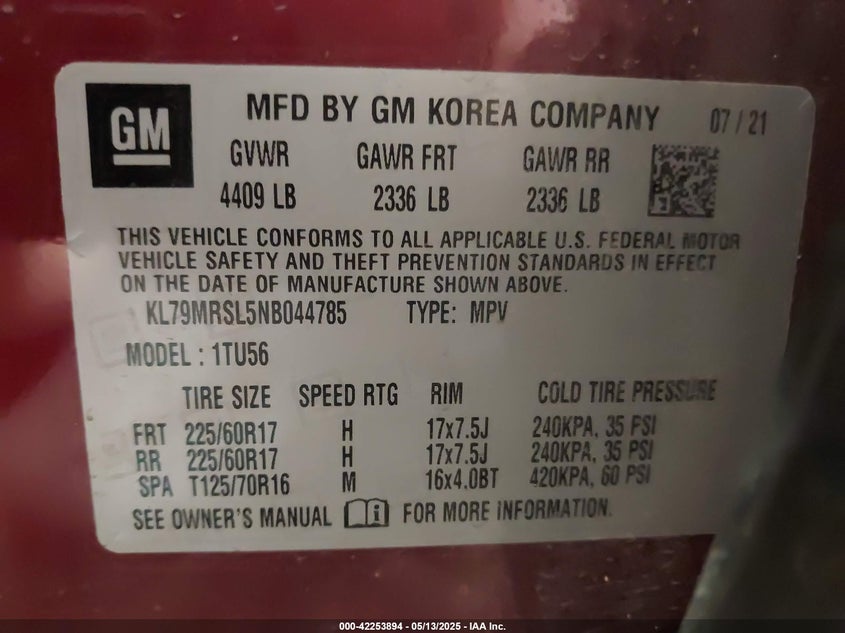 GM
MFD BY GM KOREA COMPANY 07 / 21
GVWR GAWR FRT GAWR RR
4409 LB 2336 LB 2336 LB
THIS VEHICLE CONFORMS TO ALL APPLICABLE U.S. FEDERAL MOTOR
VEHICLE SAFETY AND THEFT PREVENTION STANDARDS IN EFFECT
ON THE DATE OF MANUFACTURE SHOWN ABOVE.
KL79MRSL5NB044785 TYPE: MPV
MODEL : 1TU56
TIRE SIZE SPEED RTG RIM COLD TIRE PRESSURE
FRT 225/60R17 H 17x7.5J 240KPA, 35 PSI
RR 225/60R17 H 17x7.5J 240KPA, 35 PSI
SPA T125/70R16 M 16x4.0BT 420KPA, 60 PSI
SEE OWNER'S MANUAL i FOR MORE INFORMATION.
000-42253894 - 05/13/2025 - IAA Inc.